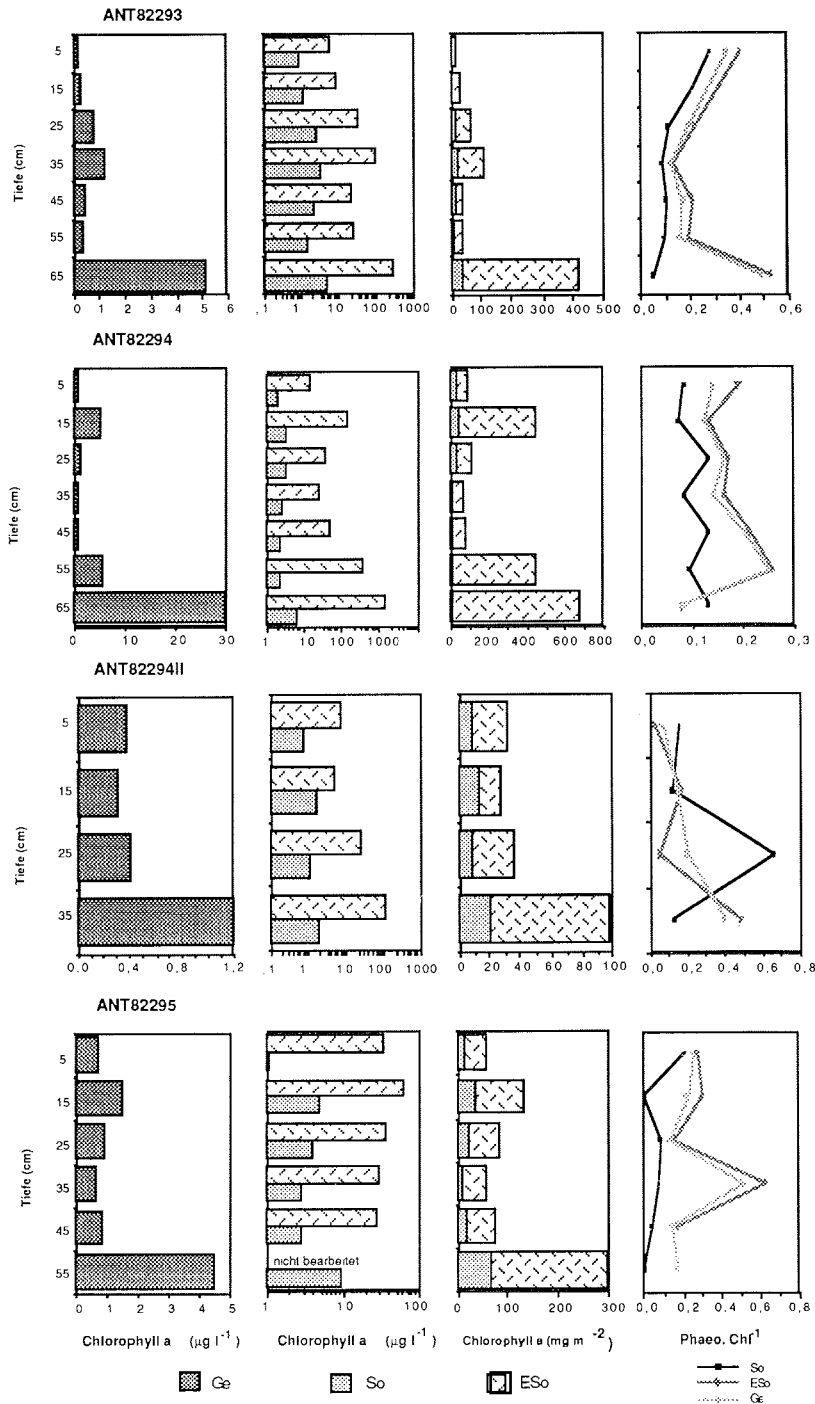 ANT82293
Tiefe (cm)
5
15
25
35
45
55
65
0 1 2 3 4 5 6
,1 1 10 100 1000
0 100 200 300 400 500
0,0 0,2 0,4 0,6
ANT82294
Tiefe (cm)
5
15
25
35
45
55
65
0 10 20 30
1 10 100 1000
0 200 400 600 800
0,0 0,1 0,2 0,3
ANT82294II
Tiefe (cm)
5
15
25
35
0,0 0,4 0,8 1,2
,1 1 10 100 1000
0 20 40 60 80 100
0,0 0,2 0,4 0,6 0,8
ANT82295
Tiefe (cm)
5
15
25
35
45
55
nicht bearbeitet
0 1 2 3 4 5
1 10 100
0 100 200 300
0,0 0,2 0,4 0,6 0,8
Chlorophyll a (µg l⁻¹)
Chlorophyll a (µg l⁻¹)
Chlorophyll a (mg m⁻²)
Phaeo. Chl⁻¹
Ge
So
ESo
So
ESo
Ge